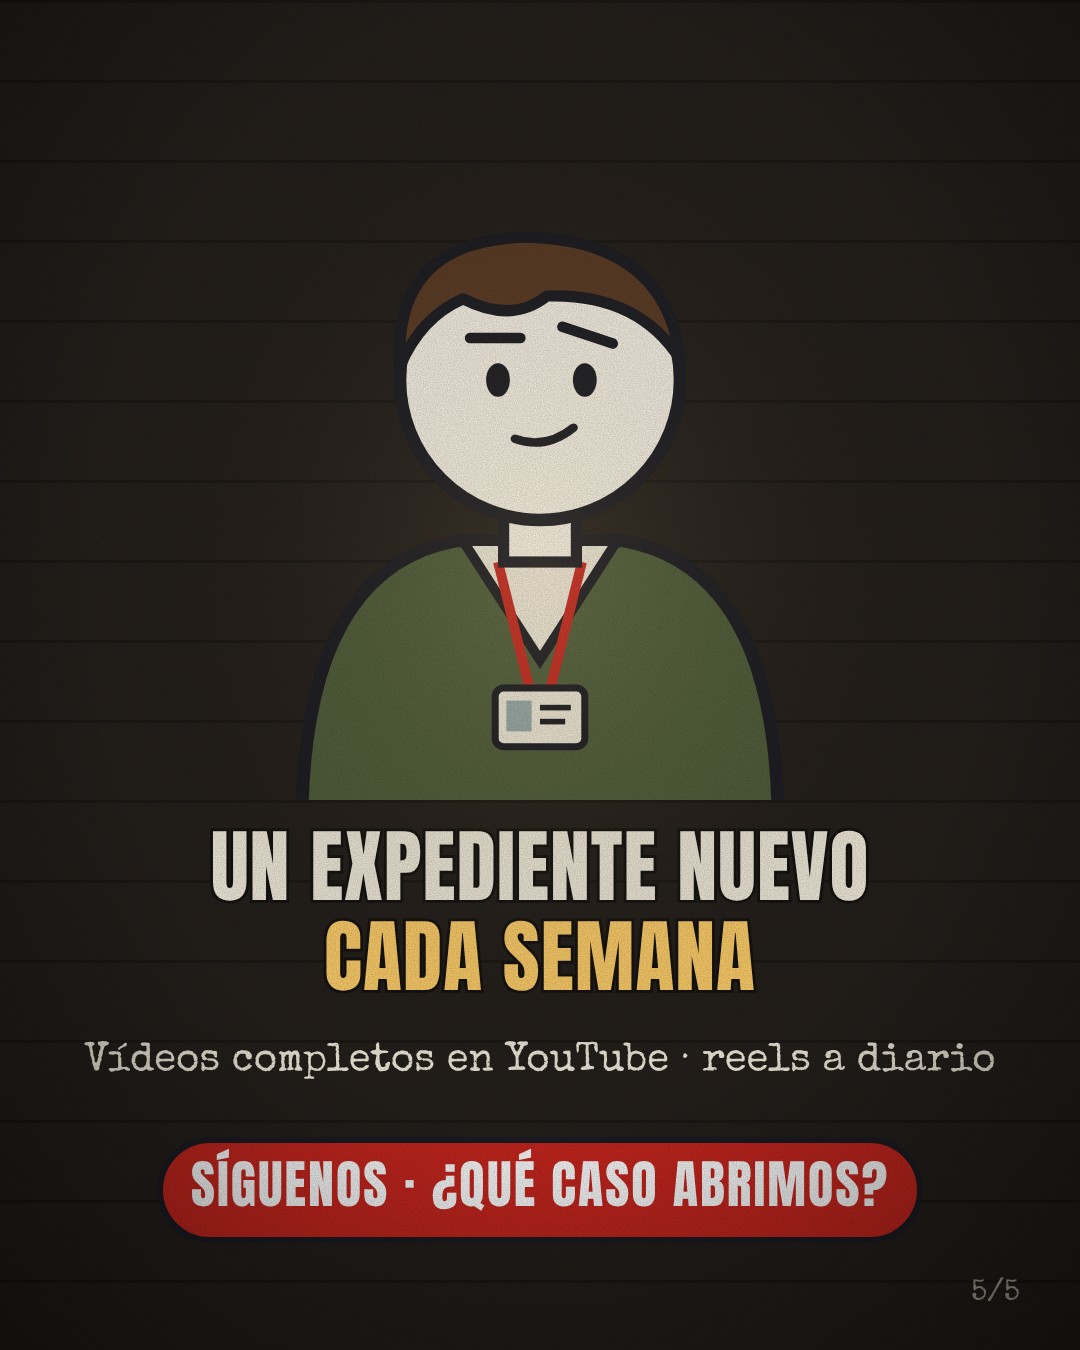 UN EXPEDIENTE NUEVO
CADA SEMANA
Vídeos completos en YouTube · reels a diario
SÍGUENOS · ¿QUÉ CASO ABRIMOS?
5/5